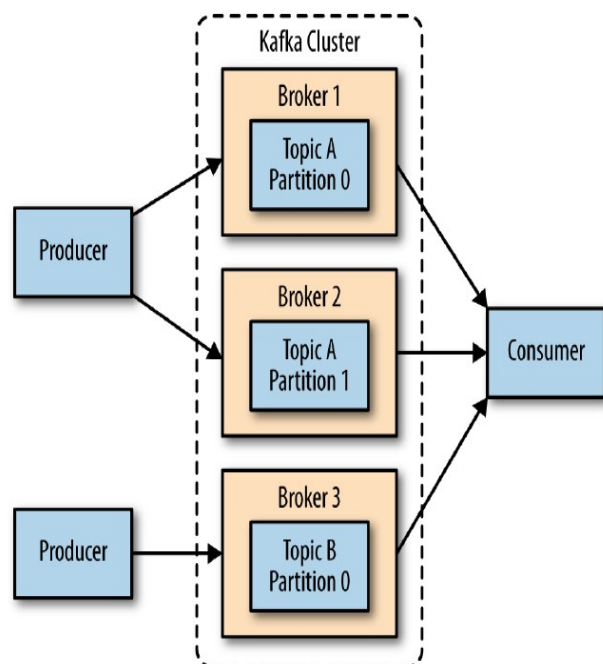 Kafka Cluster
Broker 1
Topic A
Partition 0
Producer
Broker 2
Topic A
Partition 1
Consumer
Broker 3
Topic B
Partition 0
Producer